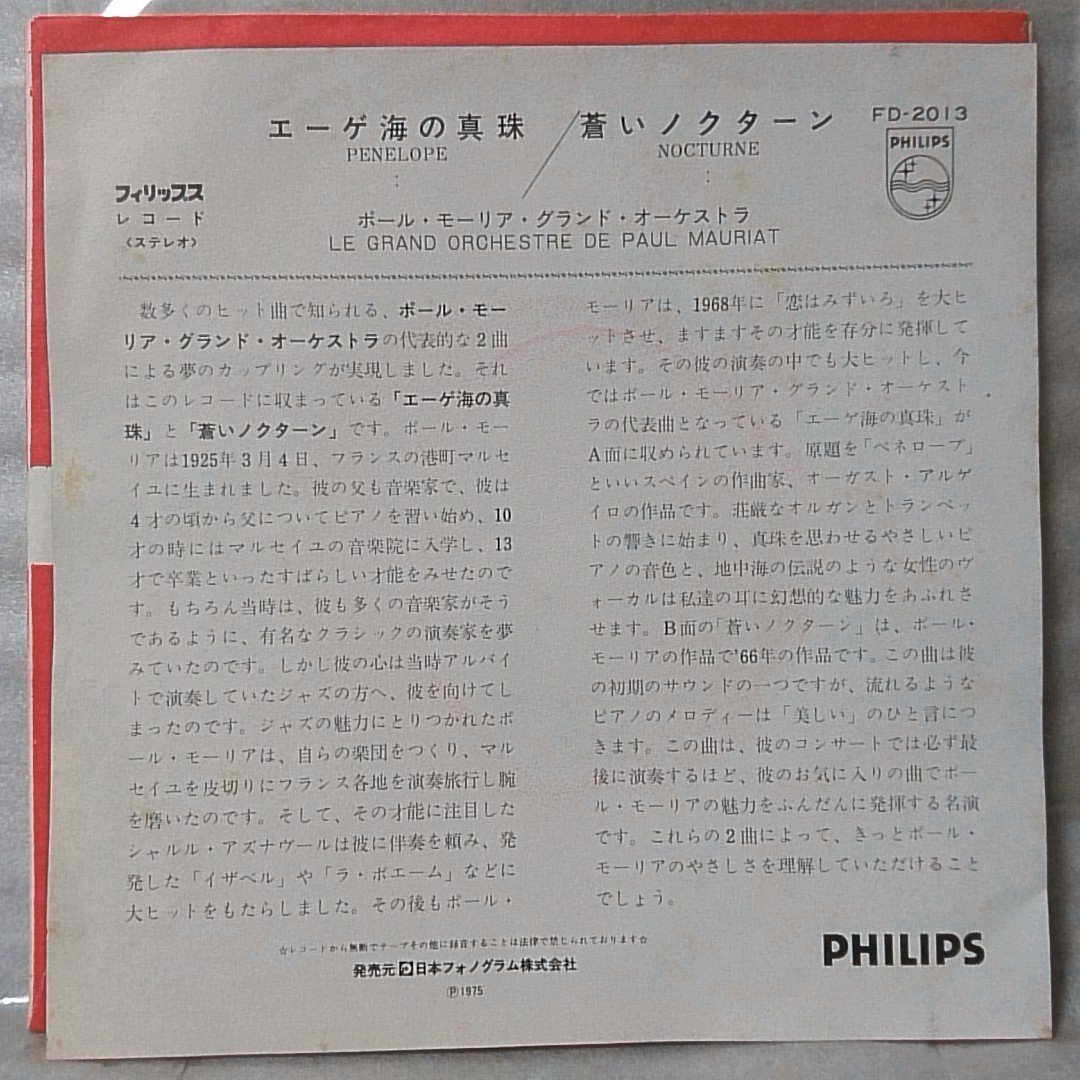 エーゲ海の真珠／蒼いノクターン
PENELOPE
NOCTURNE
FD-2013
PHILIPS
フィリップス
レコード
〈ステレオ〉
ポール・モーリア・グランド・オーケストラ
LE GRAND ORCHESTRE DE PAUL MAURIAT
数多くのヒット曲で知られる、ポール・モー
リア・グランド・オーケストラの代表的な2曲
による夢のカップリングが実現しました。それ
はこのレコードに収まっている「エーゲ海の真
珠」と「蒼いノクターン」です。ポール・モー
リアは1925年3月4日、フランスの港町マルセ
イユに生まれました。彼の父も音楽家で、彼は
4才の頃から父についてピアノを習い始め、10
才の時にはマルセイユの音楽院に入学し、13
才で卒業といったすばらしい才能をみせたので
す。もちろん当時は、彼も多くの音楽家がそう
であるように、有名なクラシックの演奏家を夢
みていたのです。しかし彼の心は当時アルバイ
トで演奏していたジャズの方へ、彼を向けてし
まったのです。ジャズの魅力にとりつかれたポ
ール・モーリアは、自らの楽団をつくり、マル
セイユを皮切りにフランス各地を演奏旅行し腕
を磨いたのです。そして、その才能に注目した
シャルル・アズナヴールは彼に伴奏を頼み、発
発した「イザベル」や「ラ・ボエーム」などに
大ヒットをもたらしました。その後もポール・
モーリアは、1968年に「恋はみずいろ」を大ヒ
ットさせ、ますますその才能を存分に発揮して
います。その彼の演奏の中でも大ヒットし、今
ではポール・モーリア・グランド・オーケスト
ラの代表曲となっている「エーゲ海の真珠」が
A面に収められています。原題を「ペネロープ」
といいスペインの作曲家、オーガスト・アルゲ
イロの作品です。荘厳なオルガンとトランペッ
トの響きに始まり、真珠を思わせるやさしいピ
アノの音色と、地中海の伝説のような女性のヴ
ォーカルは私達の耳に幻想的な魅力をあふれさ
せます。B面の「蒼いノクターン」は、ポール・
モーリアの作品で'66年の作品です。この曲は彼
の初期のサウンドの一つですが、流れるような
ピアノのメロディーは「美しい」のひと言につ
きます。この曲は、彼のコンサートでは必ず最
後に演奏するほど、彼のお気に入りの曲でポー
ル・モーリアの魅力をふんだんに発揮する名演
です。これらの2曲によって、きっとポール・
モーリアのやさしさを理解していただけること
でしょう。
☆レコードから無断でテープその他に録音することは法律で禁じられております☆
発売元 日本フォノグラム株式会社
Ⓟ1975
PHILIPS